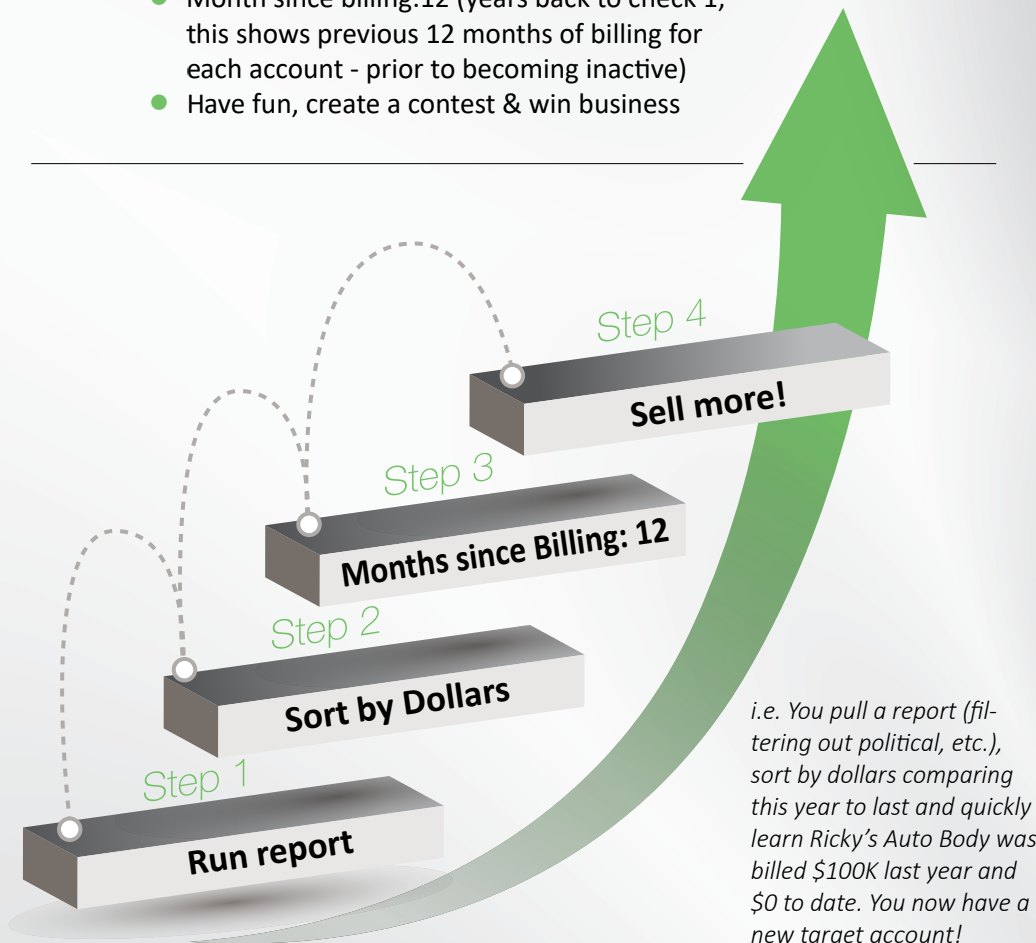 ● Month since billing:12 (years back to check 1,
this shows previous 12 months of billing for
each account - prior to becoming inactive)
● Have fun, create a contest & win business
Step 4
Sell more!
Step 3
Months since Billing: 12
Step 2
Sort by Dollars
Step 1
Run report
i.e. You pull a report (fil-
tering out political, etc.),
sort by dollars comparing
this year to last and quickly
learn Ricky's Auto Body was
billed $100K last year and
$0 to date. You now have a
new target account!